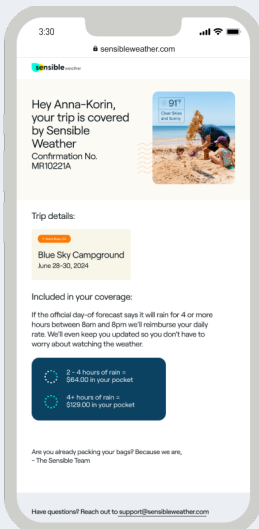 3:30
sensibleweather.com
sensible weather
Hey Anna-Korin,
your trip is covered
by Sensible
Weather
Confirmation No.
MR10221A
91°
Clear Skies
and Sunny
Trip details:
Blue Sky Campground
June 28-30, 2024
Included in your coverage:
If the official day-of forecast says it will rain for 4 or more
hours between 8am and 8pm we'll reimburse your daily
rate. We'll even keep you updated so you don't have to
worry about watching the weather.
2 – 4 hours of rain =
$64.00 in your pocket
4+ hours of rain =
$129.00 in your pocket
Are you already packing your bags? Because we are,
– The Sensible Team
Have questions? Reach out to support@sensibleweather.com